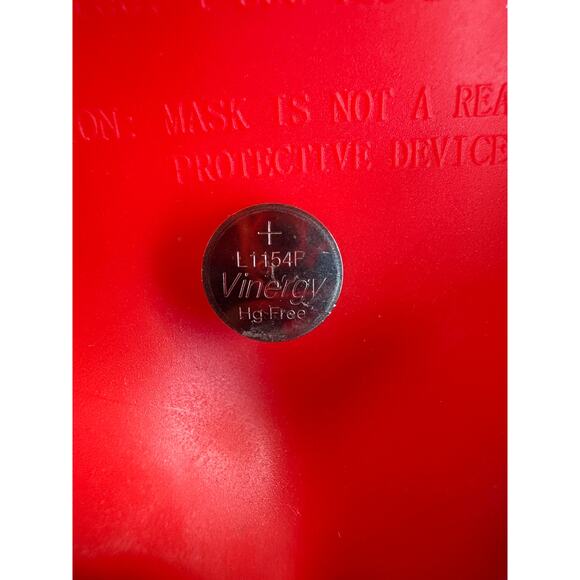 ON: MASK IS NOT A REA
PROTECTIVE DEVICE
+
L1154F
Vinergy
Hg Free